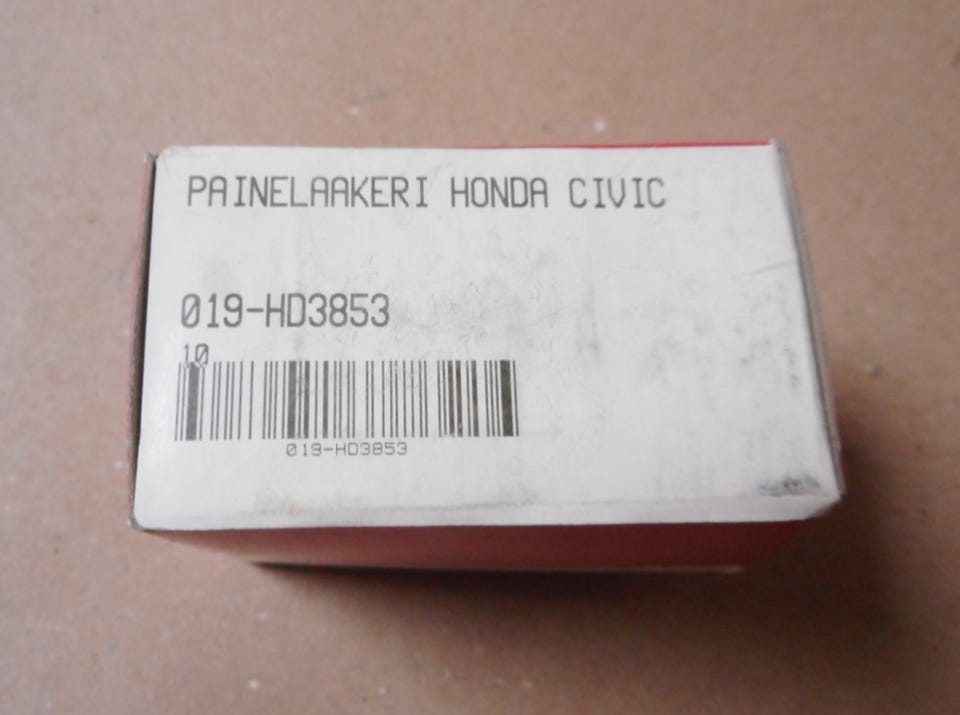 PAINELAAKERI HONDA CIVIC
019-HD3853
10
019-HD3853